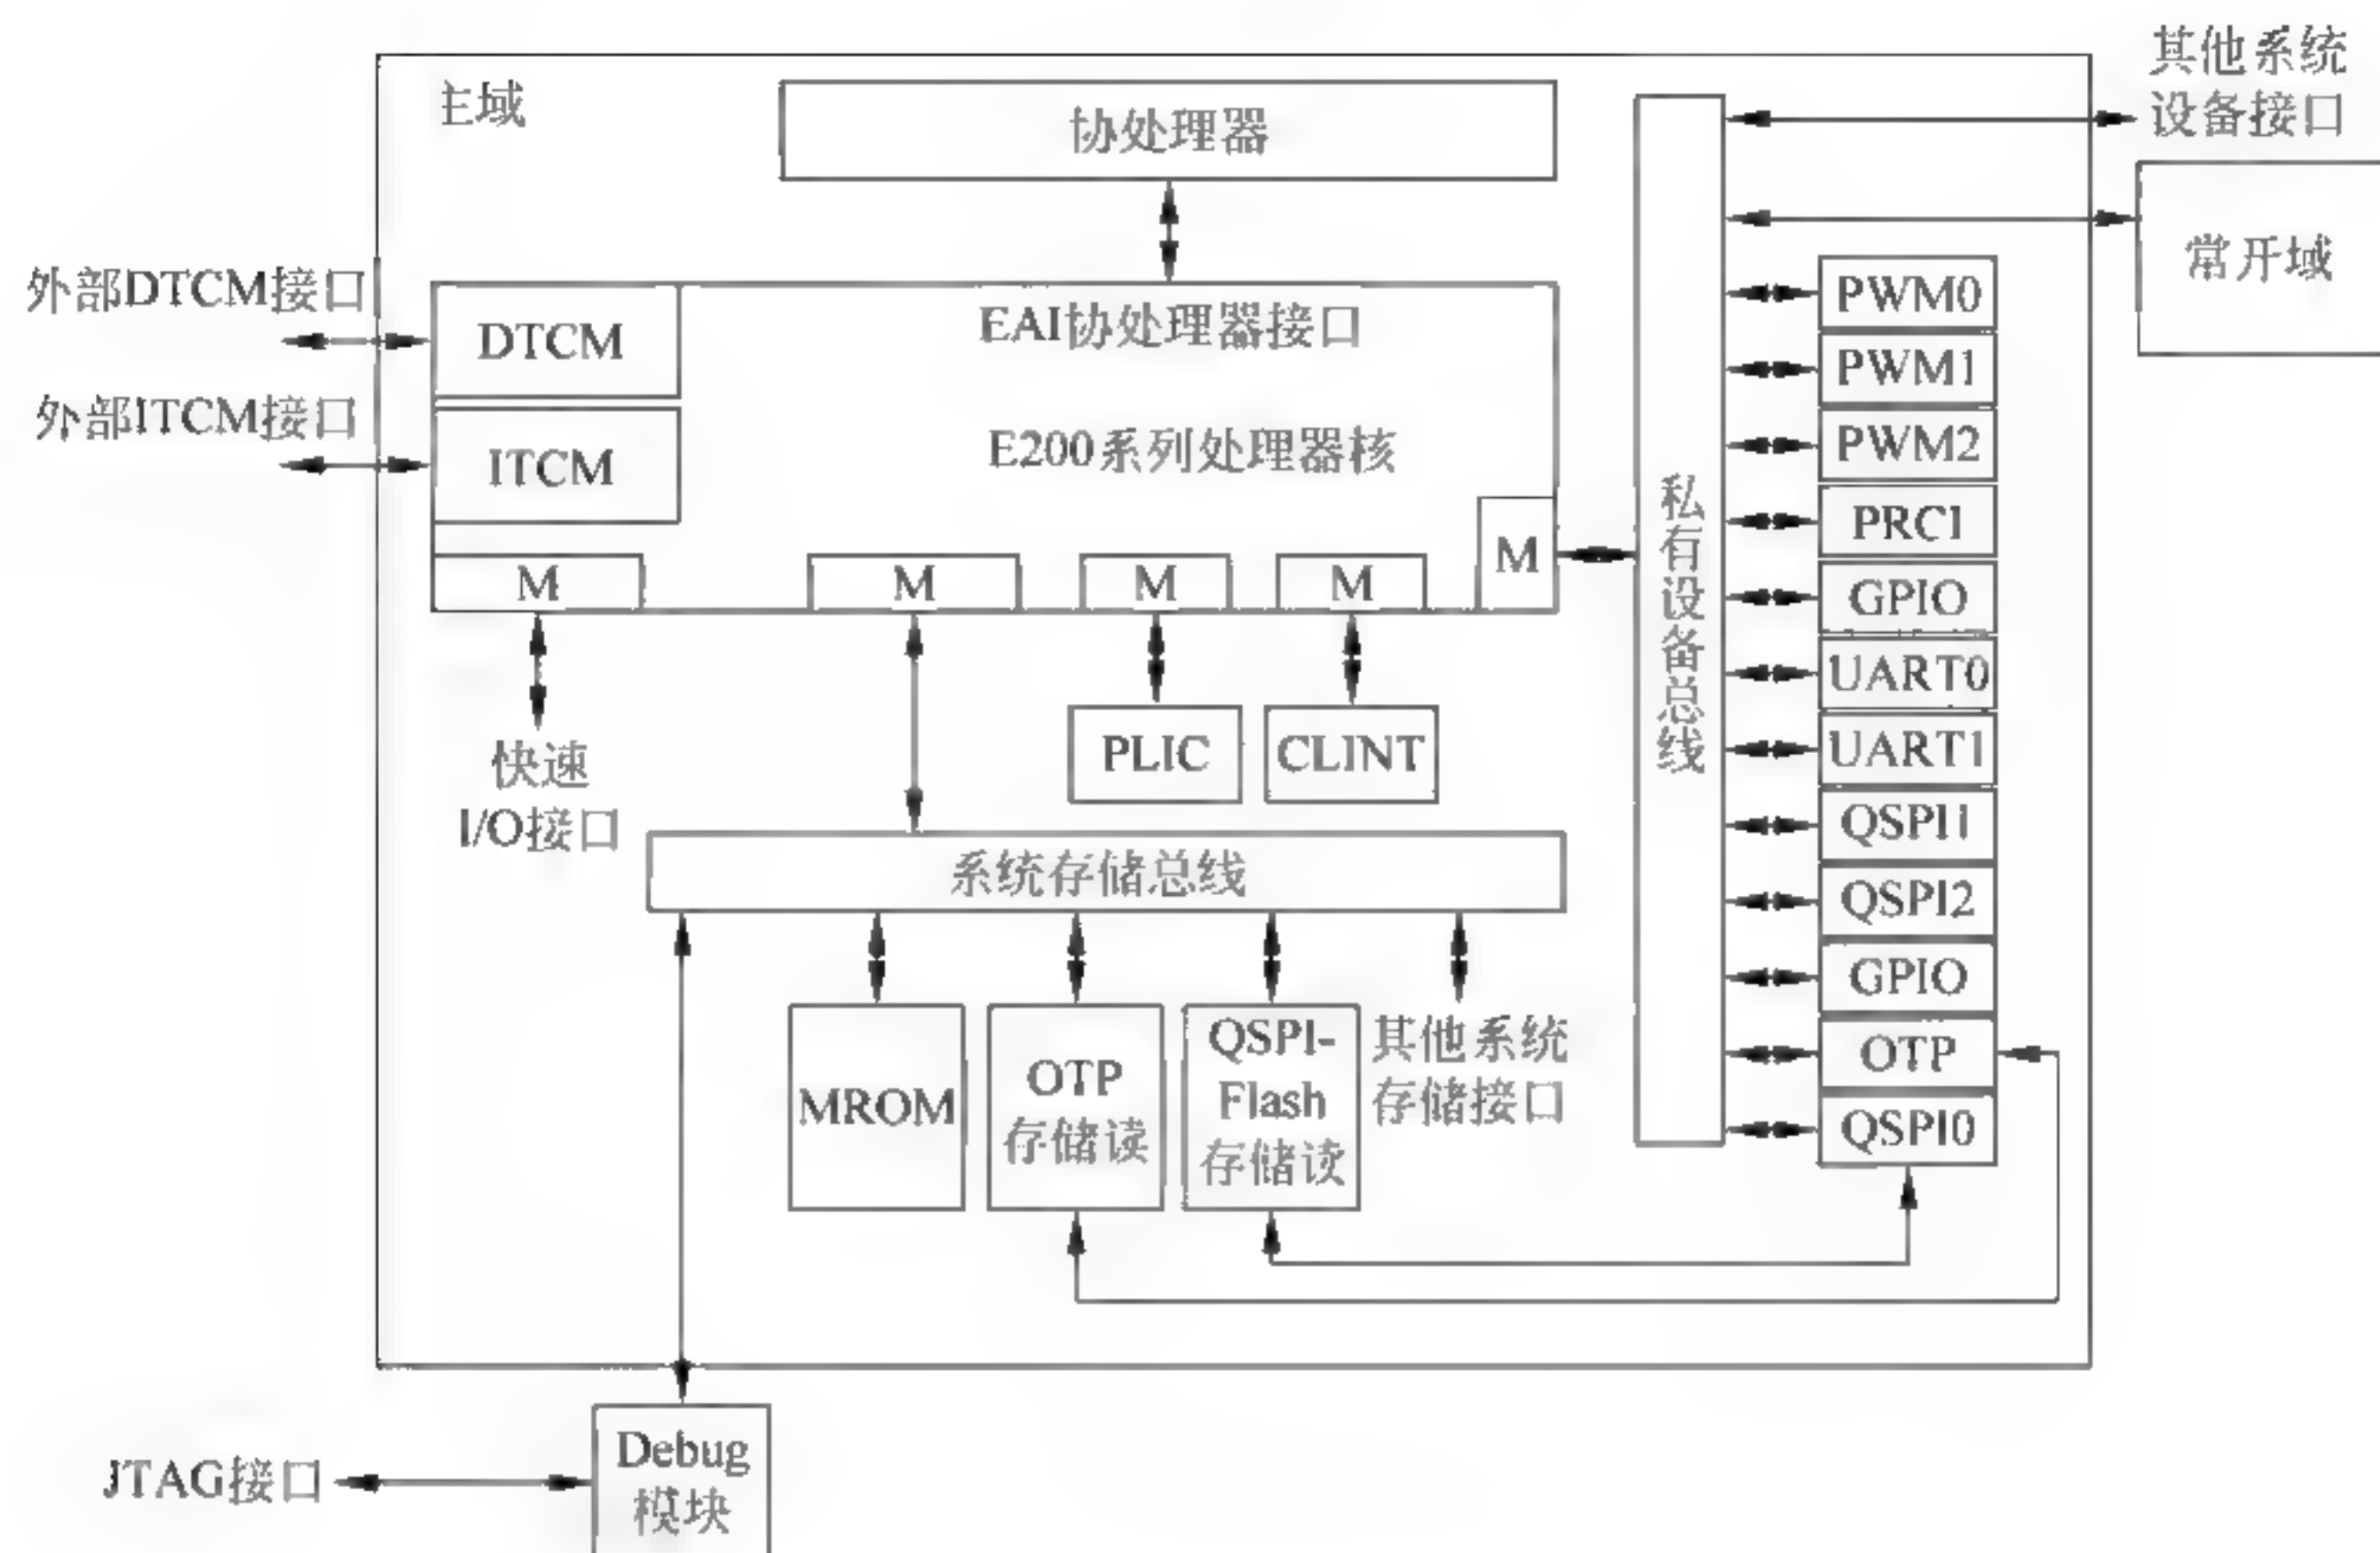 主域
协处理器
其他系统
设备接口
常开域
外部DTCM接口
外部ITCM接口
DTCM
ITCM
EAI协处理器接口
E200系列处理器核
M
M
M
M
M
快速
I/O接口
PLIC
CLINT
系统存储总线
MROM
OTP
存储读
QSPI-
Flash
存储读
其他系统
存储接口
私有设备总线
PWM0
PWM1
PWM2
PRCI
GPIO
UART0
UART1
QSPI1
QSPI2
GPIO
OTP
QSPI0
JTAG接口
Debug
模块